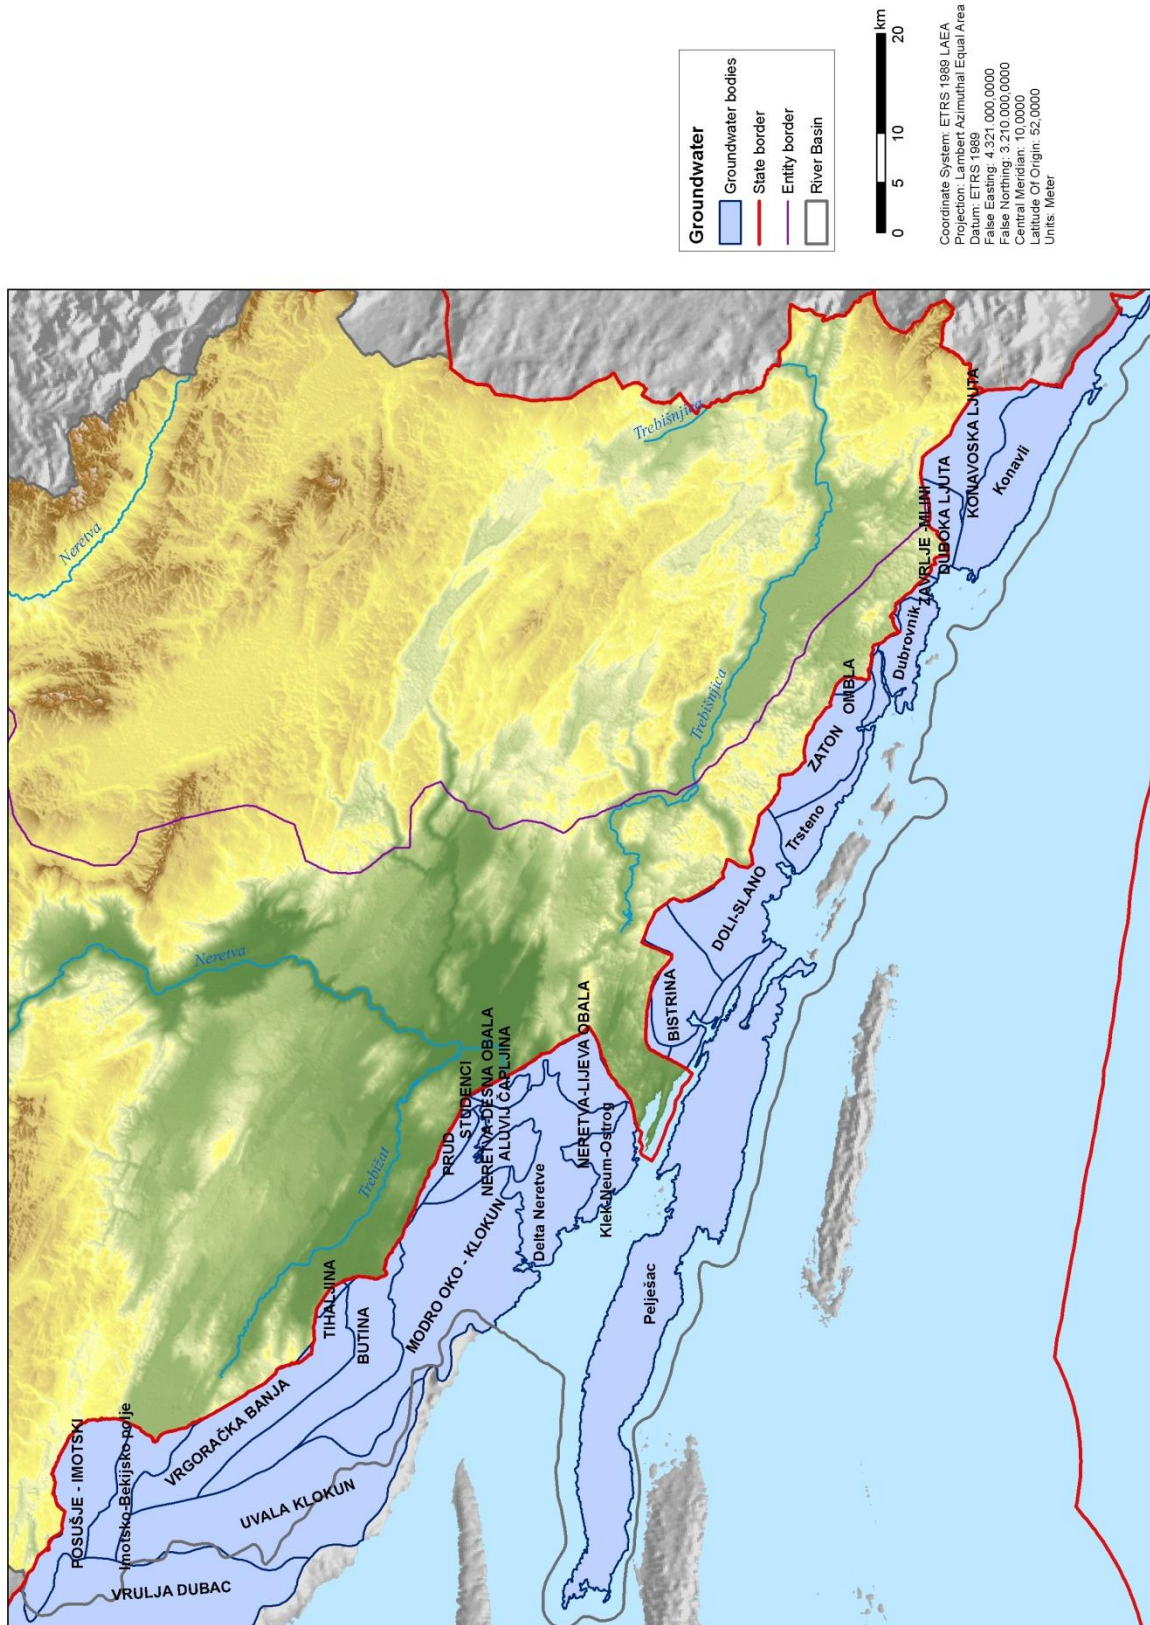 Neretva
Neretva
Trebižat
Trebišnjica
Trebišnjica
POSUŠJE - IMOTSKI
Imotsko-Bekijsko polje
VRULJA DUBAC
UVALA KLOKUN
VRGORAČKA BANJA
TIHALJINA
BUTINA
MODRO OKO - KLOKUN
PRUD
STUDENCI
NERETVA-DESNA OBALA
ALUVIJ ČAPLJINA
Delta Neretve
NERETVA-LIJEVA OBALA
Klek-Neum-Ostrog
Pelješac
BISTRINA
DOLI-SLANO
Trsteno
ZATON
OMBLA
Dubrovnik
ZAVRLJE -MLINI
DUBOKA LJUTA
KONAVOSKA LJUTA
Konavli
Groundwater
Groundwater bodies
State border
Entity border
River Basin
km
0 5 10 20
Coordinate System: ETRS 1989 LAEA
Projection: Lambert Azimuthal Equal Area
Datum: ETRS 1989
False Easting: 4.321.000,0000
False Northing: 3.210.000,0000
Central Meridian: 10,0000
Latitude Of Origin: 52,0000
Units: Meter